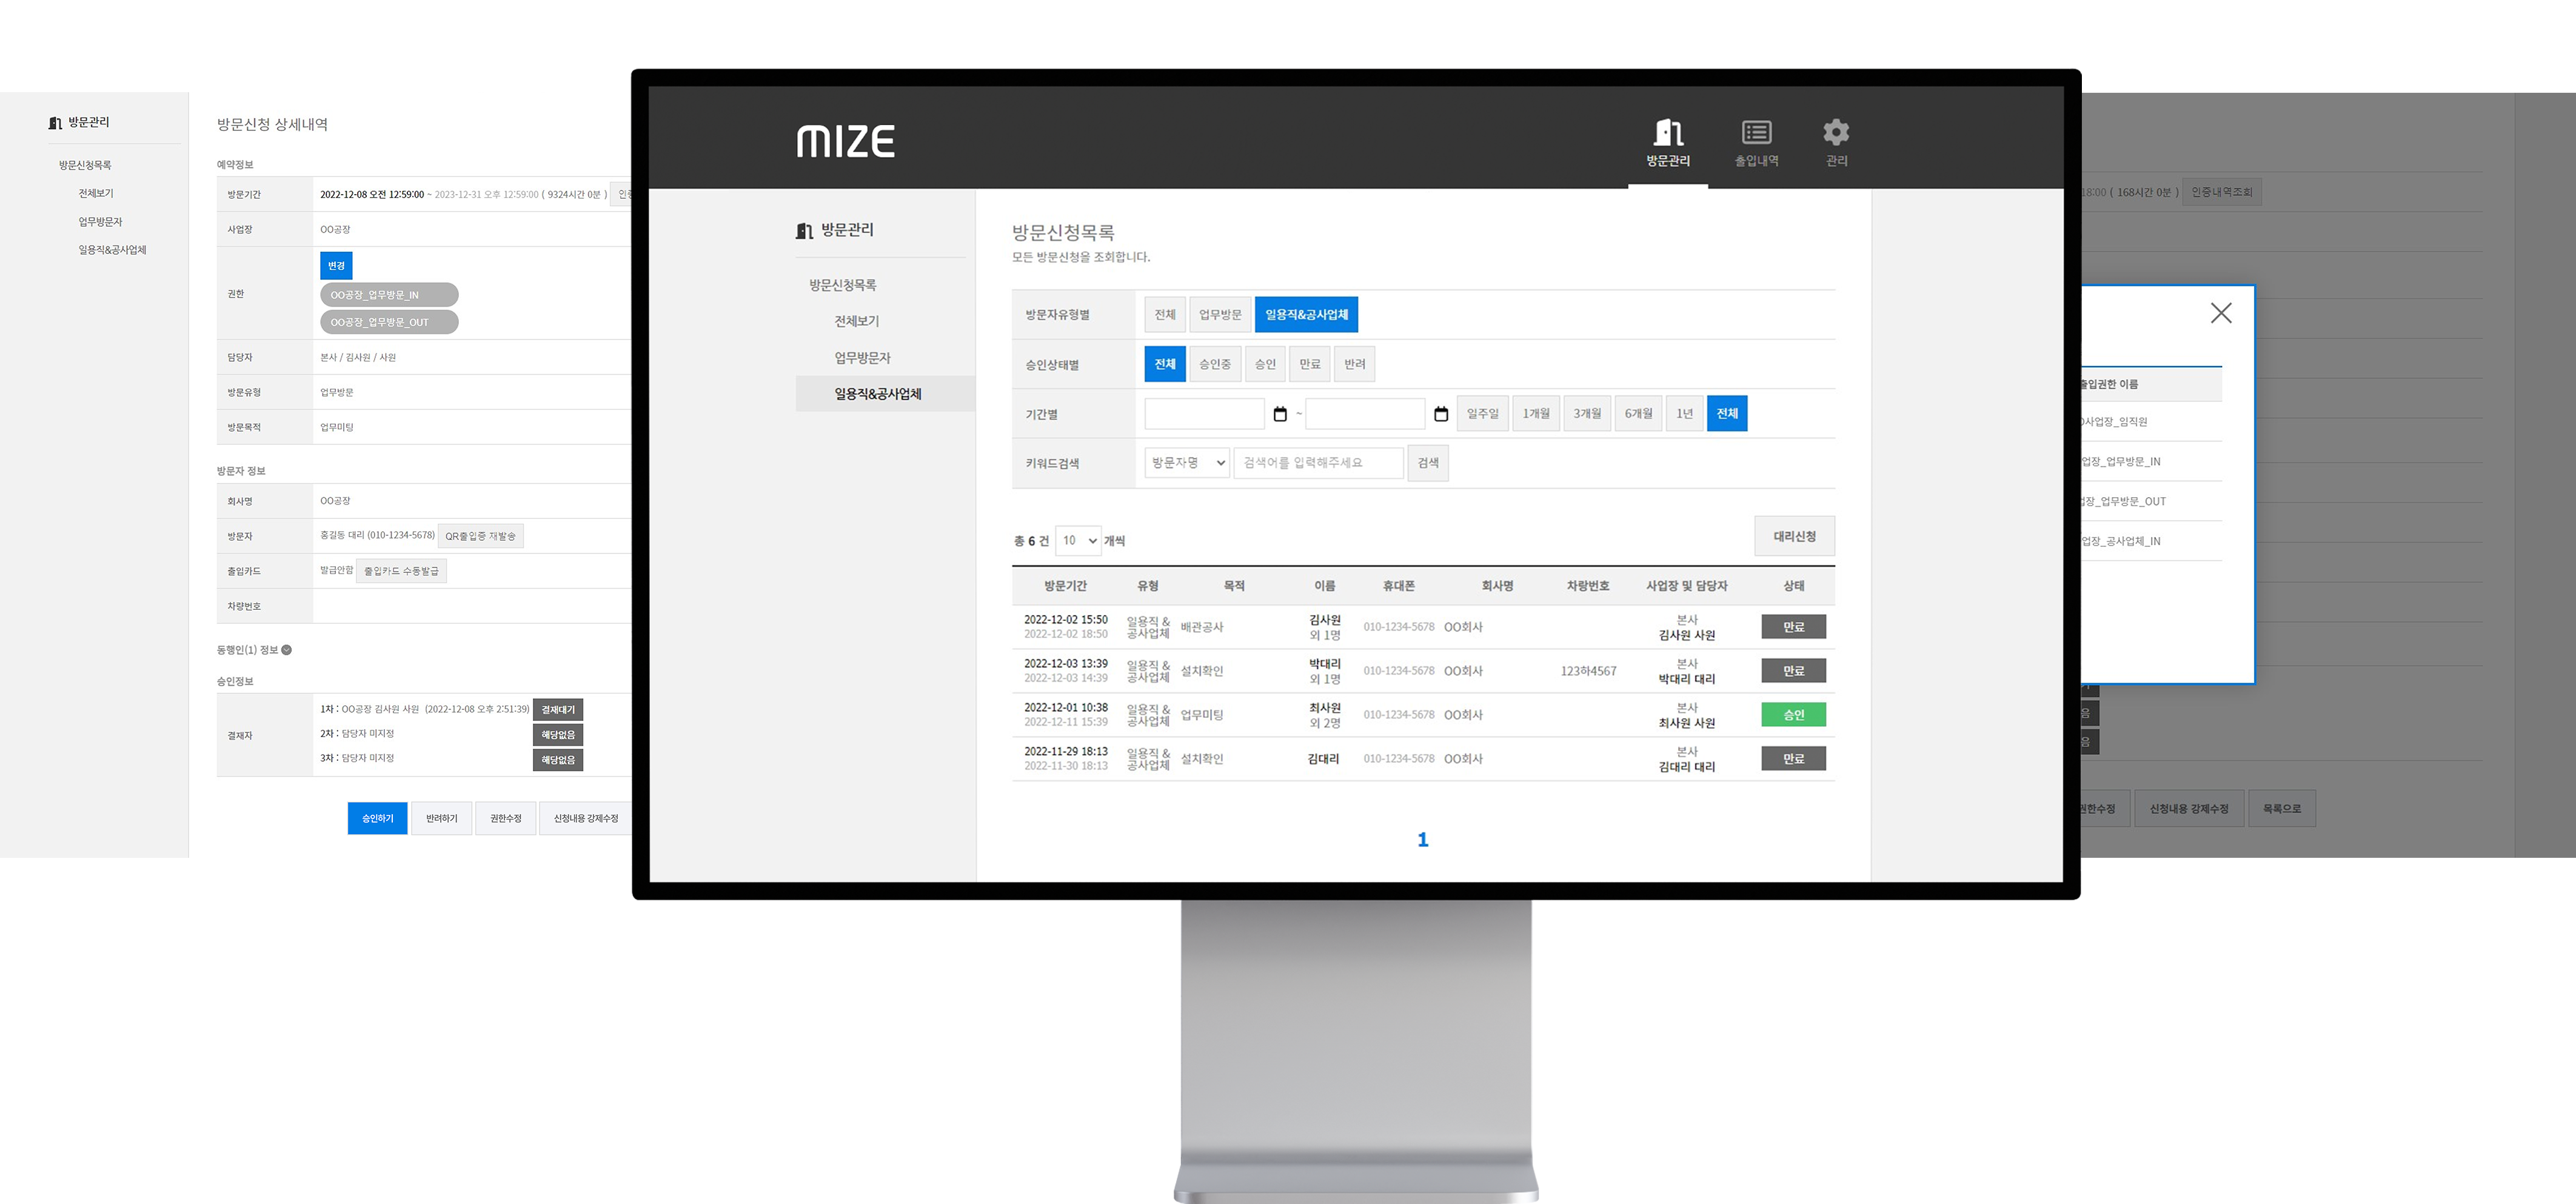 방문관리
방문신청목록
전체보기
업무방문자
일용직&공사업체
방문신청 상세내역
예약정보
방문기간 2022-12-08 오전 12:59:00 ~ 2023-12-31 오후 12:59:00 ( 9324시간 0분 )
사업장 OO공장
권한 변경
OO공장_업무방문_IN
OO공장_업무방문_OUT
담당자 본사 / 김사원 / 사원
방문유형 업무방문
방문목적 업무미팅
방문자 정보
회사명 OO공장
방문자 홍길동 대리 (010-1234-5678) QR출입증 재발송
출입카드 발급안함 출입카드 수동발급
차량번호
동행인(1) 정보
승인정보
결재자
1차 : OO공장 김사원 사원 (2022-12-08 오후 2:51:39) 결재대기
2차 : 담당자 미지정 해당없음
3차 : 담당자 미지정 해당없음
승인하기 반려하기 권한수정 신청내용 강제수정
MIZE
방문관리 출입내역 관리
방문관리
방문신청목록
전체보기
업무방문자
일용직&공사업체
방문신청목록
모든 방문신청을 조회합니다.
방문자유형별 전체 업무방문 일용직&공사업체
승인상태별 전체 승인중 승인 만료 반려
기간별 ~ 일주일 1개월 3개월 6개월 1년 전체
키워드검색 방문자명 검색어를 입력해주세요 검색
총 6 건 10 개씩 대리신청
방문기간 유형 목적 이름 휴대폰 회사명 차량번호 사업장 및 담당자 상태
2022-12-02 15:50 일용직 & 배관공사 김사원 010-1234-5678 OO회사 본사 만료
2022-12-02 18:50 공사업체 외 1명 김사원 사원
2022-12-03 13:39 일용직 & 설치확인 박대리 010-1234-5678 OO회사 123하4567 본사 만료
2022-12-03 14:39 공사업체 외 1명 박대리 대리
2022-12-01 10:38 일용직 & 업무미팅 최사원 010-1234-5678 OO회사 본사 승인
2022-12-11 15:39 공사업체 외 2명 최사원 사원
2022-11-29 18:13 일용직 & 설치확인 김대리 010-1234-5678 OO회사 본사 만료
2022-11-30 18:13 공사업체 김대리 대리
1
18:00 ( 168시간 0분 ) 인증내역조회
출입권한 이름
사업장_임직원
업장_업무방문_IN
업장_업무방문_OUT
업장_공사업체_IN
음
음
권한수정 신청내용 강제수정 목록으로